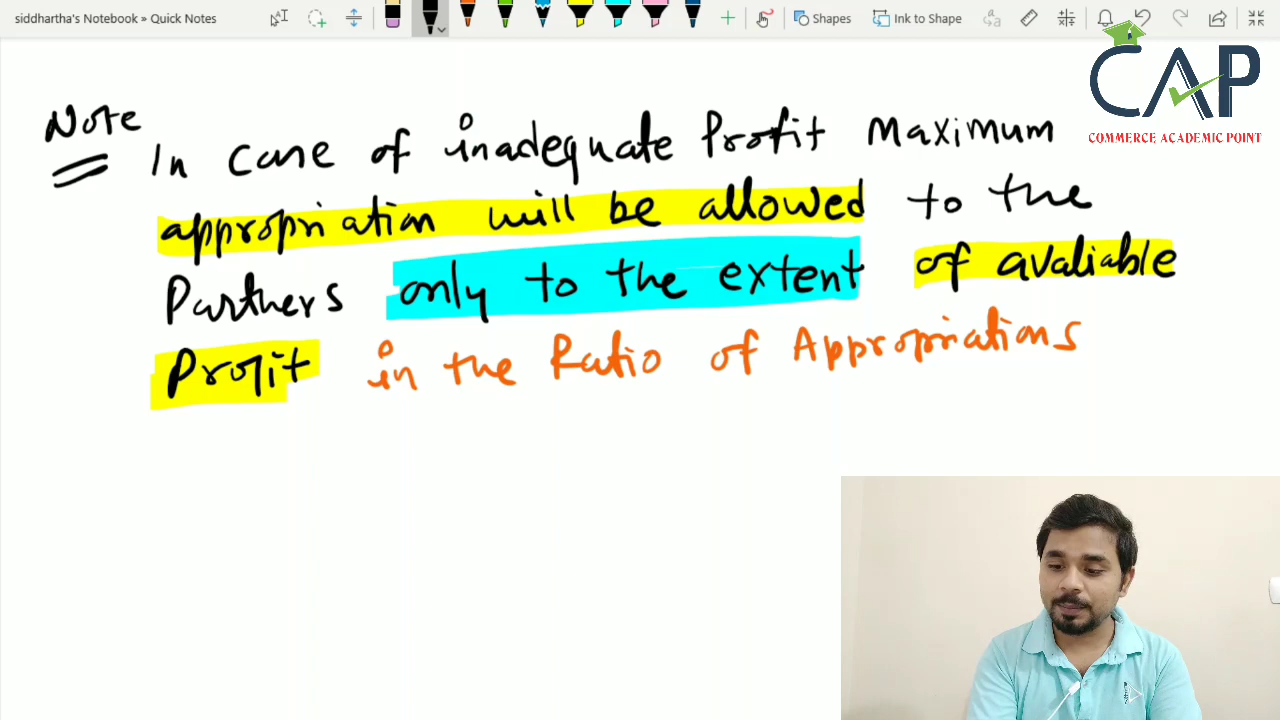 siddhartha's Notebook » Quick Notes
Shapes
Ink to Shape
CAP
COMMERCE ACADEMIC POINT
Note
In case of inadequate Profit Maximum
appropriation will be allowed to the
Partners only to the extent of avaliable
Profit in the Ratio of Appropriations